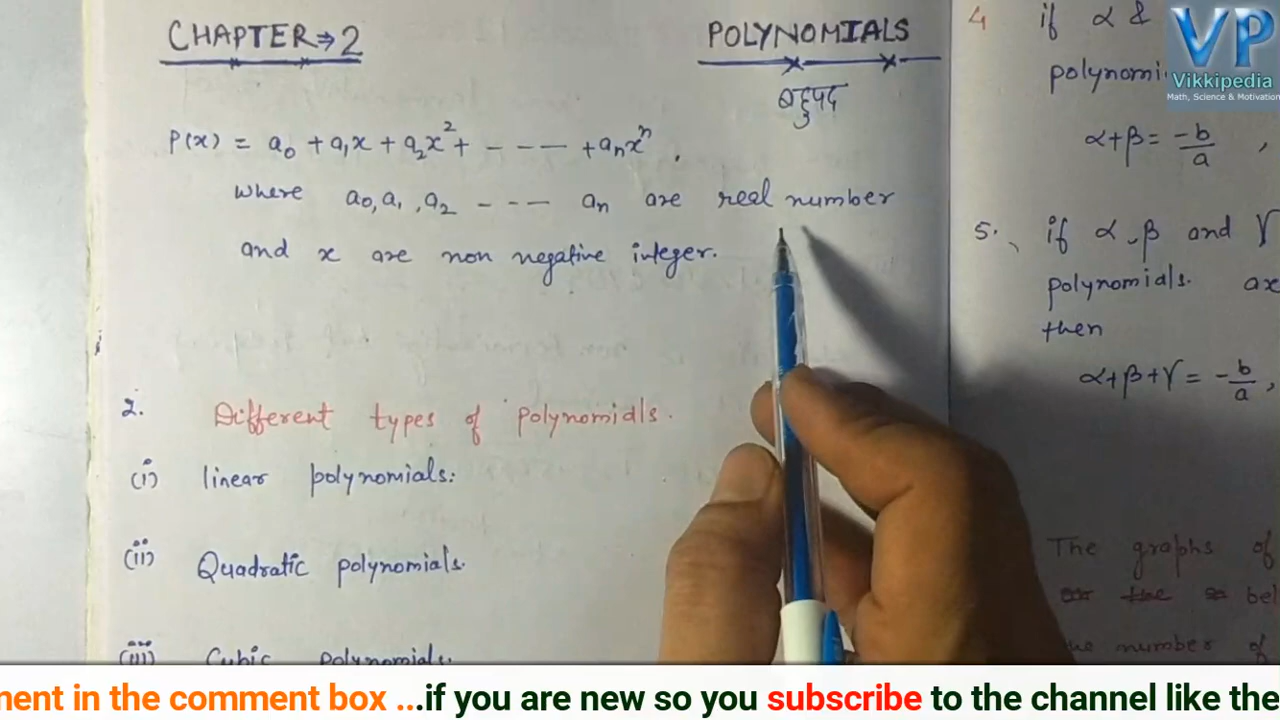 CHAPTER → 2
POLYNOMIALS
बहुपद
P(x) = a₀ + a₁x + a₂x² + - - - - + aₙxⁿ .
where a₀, a₁, a₂ - - - aₙ are real number
and x are non negative integer.
2. Different types of polynomials.
(i) linear polynomials.
(ii) Quadratic polynomials.
(iii) Cubic polynomials.
4 if α &
polynomi
α+β = -b/a ,
5. if α, β and γ
polynomials. ax
then
α+β+γ = -b/a ,
The graphs of
bel
number of
VP
Vikkipedia
Math, Science & Motivation
ment in the comment box ....if you are new so you subscribe to the channel like the